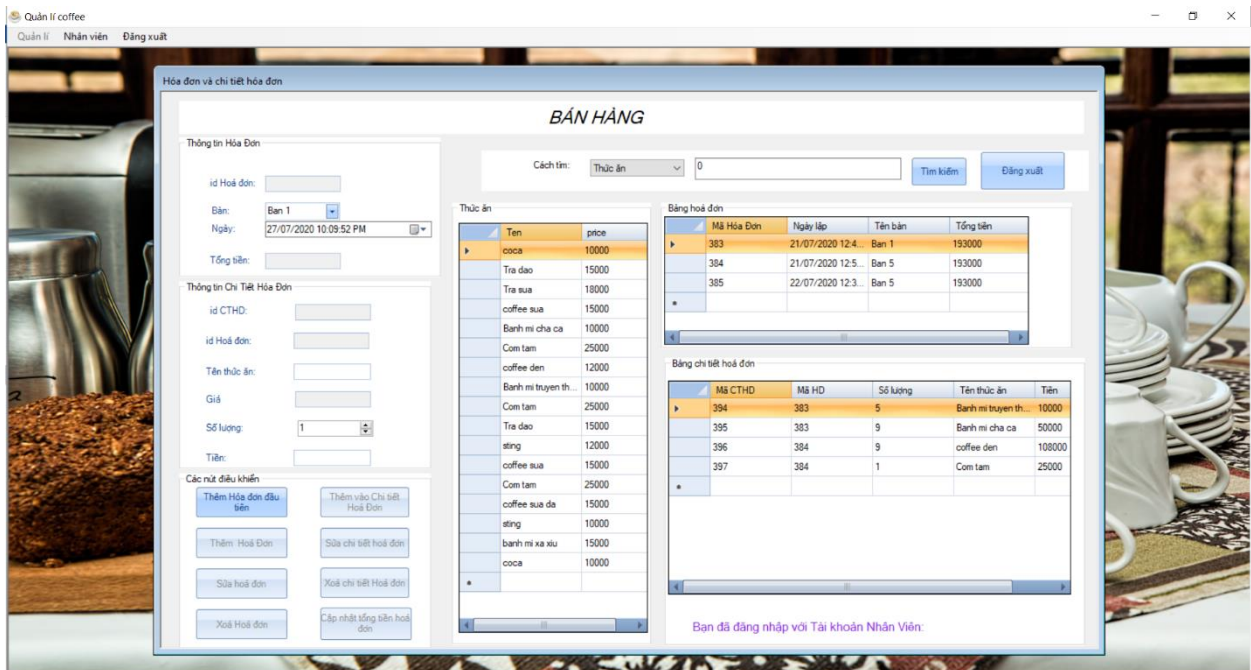 Quản lí coffee
Quản lí Nhân viên Đăng xuất
Hóa đơn và chi tiết hóa đơn
BÁN HÀNG
Thông tin Hóa Đơn
id Hoá đơn:
Bàn: Ban 1
Ngày: 27/07/2020 10:09:52 PM
Tổng tiền:
Thông tin Chi Tiết Hóa Đơn
id CTHD:
id Hoá đơn:
Tên thức ăn:
Giá
Số lượng: 1
Tiền:
Các nút điều khiển
Thêm Hóa đơn đầu
tiên
Thêm vào Chi tiết
Hoá Đơn
Thêm Hoá Đơn
Sửa chi tiết hoá đơn
Sửa hoá đơn
Xoá chi tiết Hoá đơn
Xoá Hoá đơn
Cập nhật tổng tiền hoá
đơn
Cách tìm: Thức ăn 0 Tìm kiếm Đăng xuất
Thức ăn
Ten price
coca 10000
Tra dao 15000
Tra sua 18000
coffee sua 15000
Banh mi cha ca 10000
Com tam 25000
coffee den 12000
Banh mi truyen th... 10000
Com tam 25000
Tra dao 15000
sting 12000
coffee sua 15000
Com tam 25000
coffee sua da 15000
sting 10000
banh mi xa xiu 15000
coca 10000
Bảng hoá đơn
Mã Hóa Đơn Ngày lập Tên bàn Tổng tiền
383 21/07/2020 12:4... Ban 1 193000
384 21/07/2020 12:5... Ban 5 193000
385 22/07/2020 12:3... Ban 5 193000
Bảng chi tiết hoá đơn
Mã CTHD Mã HD Số lượng Tên thức ăn Tiền
394 383 5 Banh mi truyen th... 10000
395 383 9 Banh mi cha ca 50000
396 384 9 coffee den 108000
397 384 1 Com tam 25000
Bạn đã đăng nhập với Tài khoản Nhân Viên: